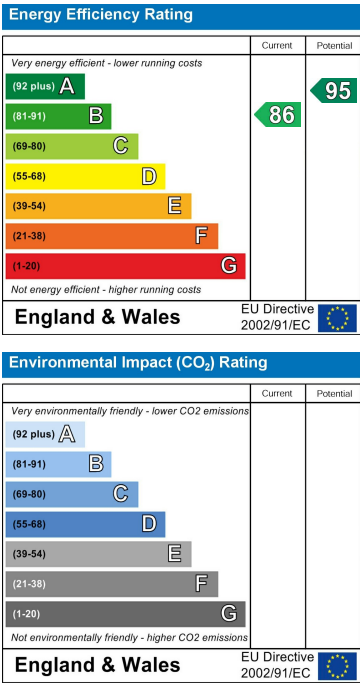 Energy Efficiency Rating
Current Potential
Very energy efficient - lower running costs
(92 plus) A
95
(81-91) B
86
(69-80) C
(55-68) D
(39-54) E
(21-38) F
(1-20) G
Not energy efficient - higher running costs
England & Wales
EU Directive
2002/91/EC
Environmental Impact (CO₂) Rating
Current Potential
Very environmentally friendly - lower CO2 emissions
(92 plus) A
(81-91) B
(69-80) C
(55-68) D
(39-54) E
(21-38) F
(1-20) G
Not environmentally friendly - higher CO2 emissions
England & Wales
EU Directive
2002/91/EC